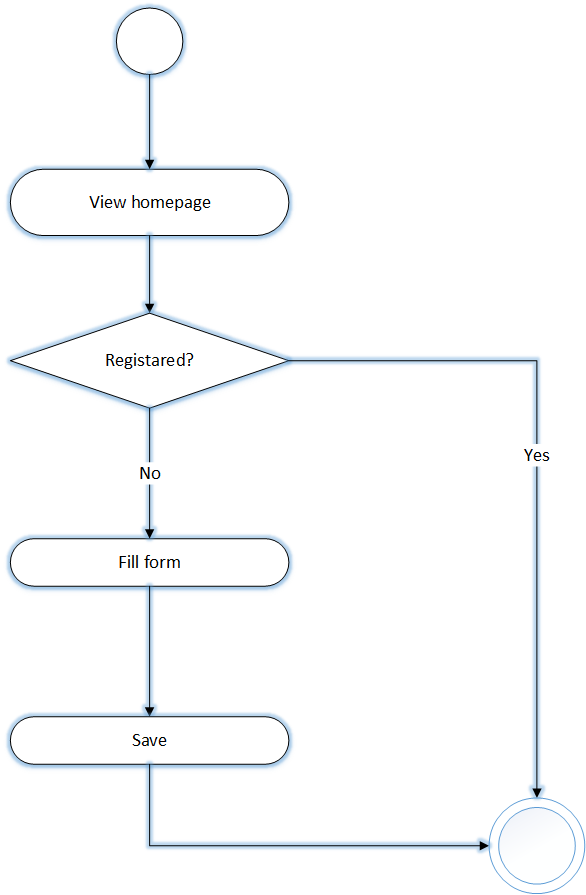 View homepage
Registared?
Yes
No
Fill form
Save